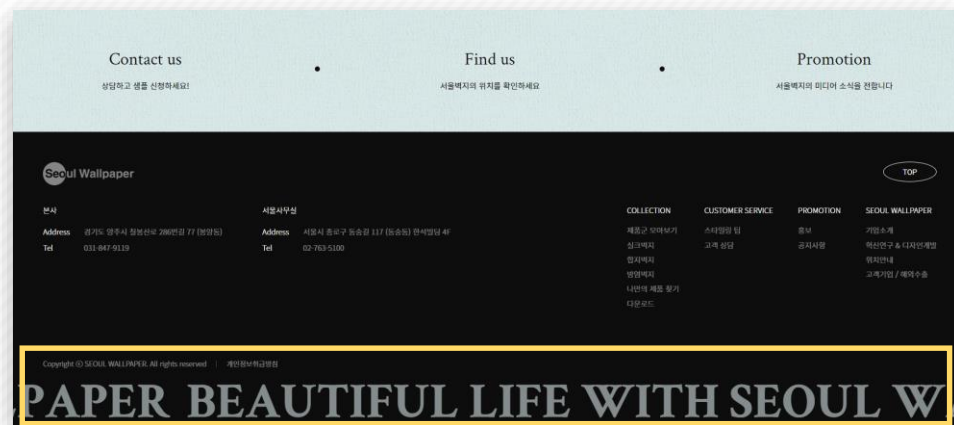 Contact us
상담하고 샘플 신청하세요!
Find us
서울벽지의 위치를 확인하세요
Promotion
서울벽지의 미디어 소식을 전합니다
Seoul Wallpaper
TOP
본사
Address 경기도 양주시 칠봉산로 286번길 77 (봉양동)
Tel 031-847-9119
서울사무실
Address 서울시 종로구 동숭길 117 (동숭동) 한석빌딩 4F
Tel 02-763-5100
COLLECTION
제품군 모아보기
실크벽지
합지벽지
방염벽지
나만의 제품 찾기
다운로드
CUSTOMER SERVICE
스타일링 팁
고객 상담
PROMOTION
홍보
공지사항
SEOUL WALLPAPER
기업소개
혁신연구 & 디자인개발
위치안내
고객기업 / 해외수출
Copyright ⓒ SEOUL WALLPAPER. All rights reserved | 개인정보취급방침
PAPER BEAUTIFUL LIFE WITH SEOUL WA